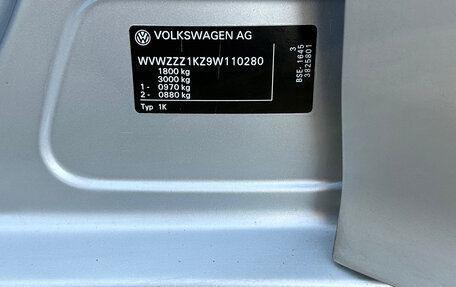 VOLKSWAGEN AG
WVWZZZ1KZ9W110280
1800 kg
3000 kg
1 - 0970 kg
2 - 0880 kg
Typ 1K
3
BSE-1645
3825801